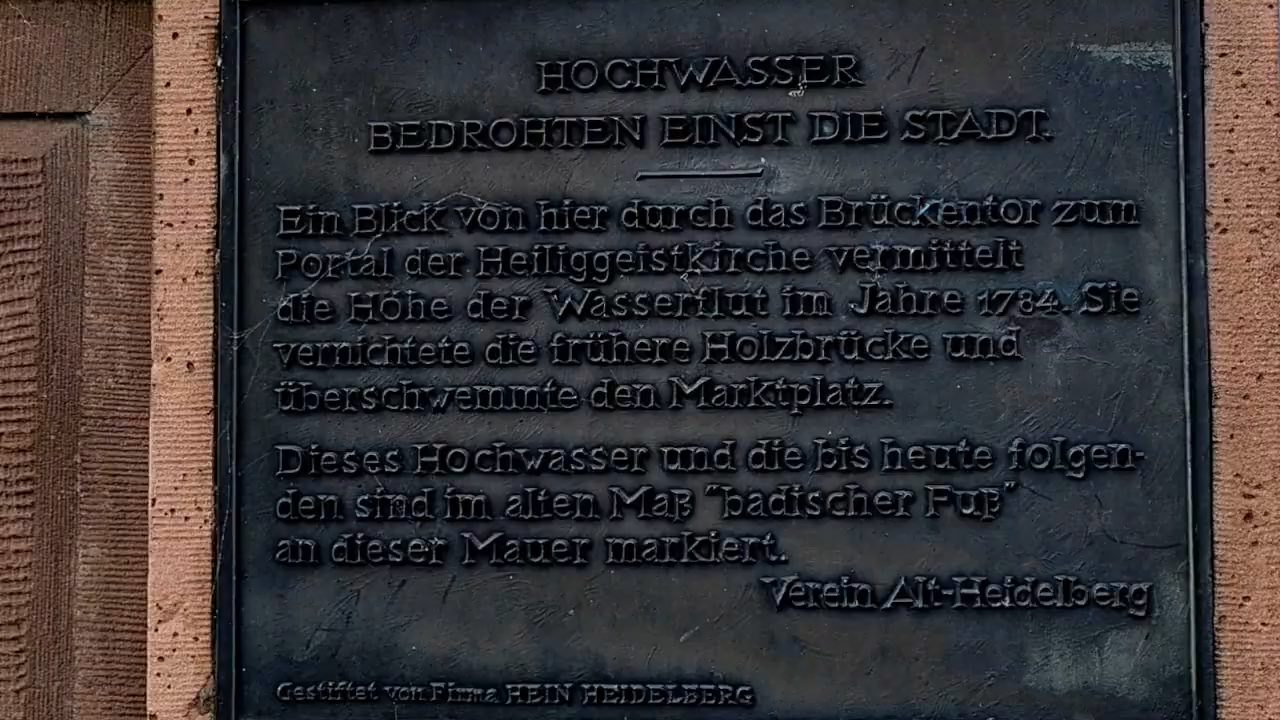 HOCHWASSER
BEDROHTEN EINST DIE STADT.
Ein Blick von hier durch das Brückentor zum
Portal der Heiliggeistkirche vermittelt
die Höhe der Wasserflut im Jahre 1784. Sie
vernichtete die frühere Holzbrücke und
überschwemmte den Marktplatz.
Dieses Hochwasser und die bis heute folgen-
den sind im alten Maß "badischer Fuß"
an dieser Mauer markiert.
Verein Alt-Heidelberg
Gestiftet von Firma HEIN HEIDELBERG